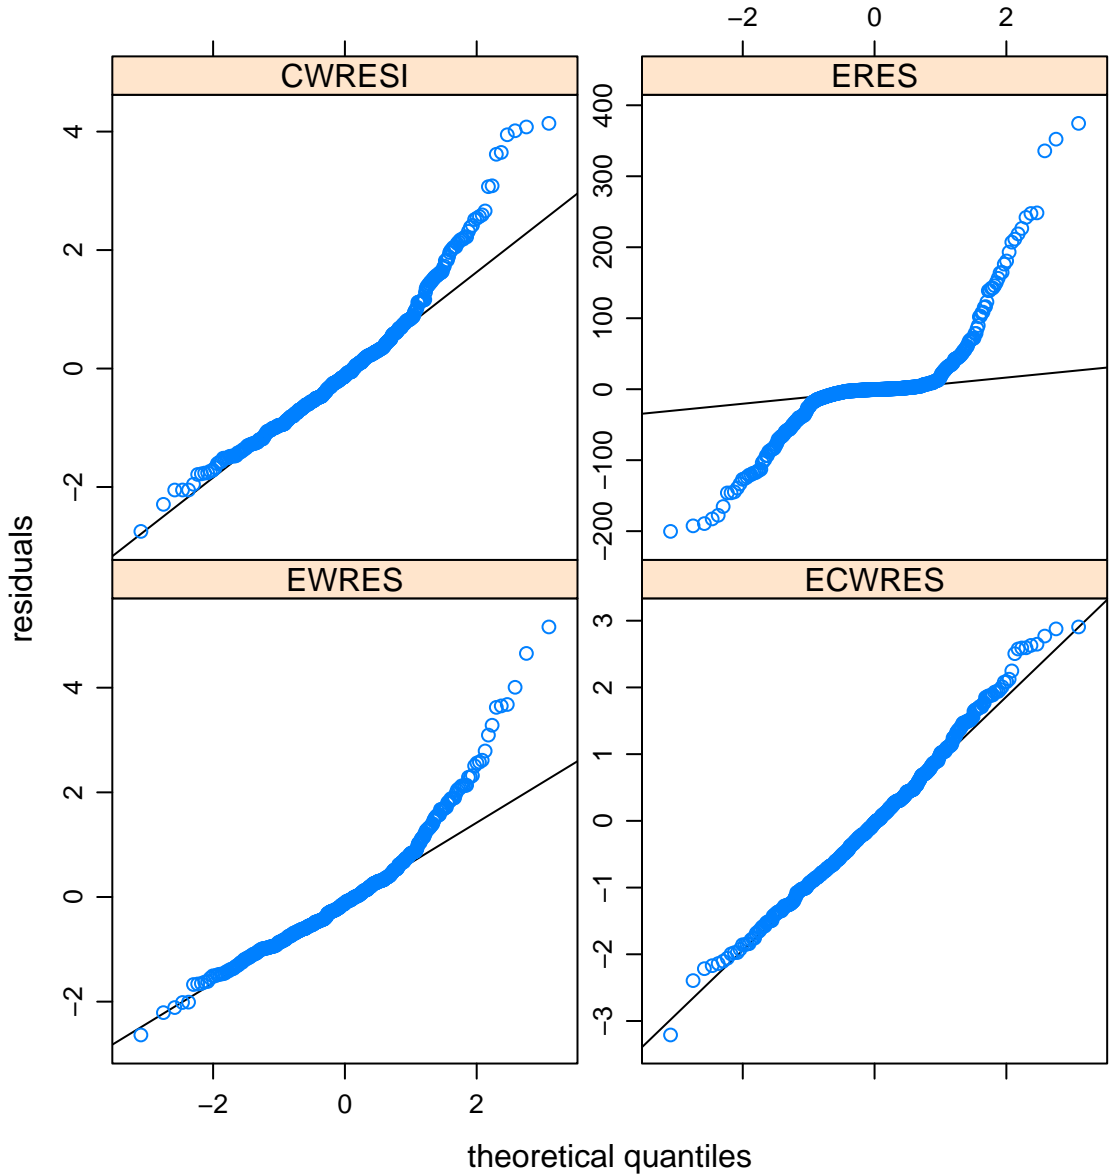 −2 0 2
CWRESI
ERES
−2 0 2 4
−200 −100 0 100 200 300 400
EWRES
ECWRES
−2 0 2 4
−3 −2 −1 0 1 2 3
−2 0 2
residuals
theoretical quantiles